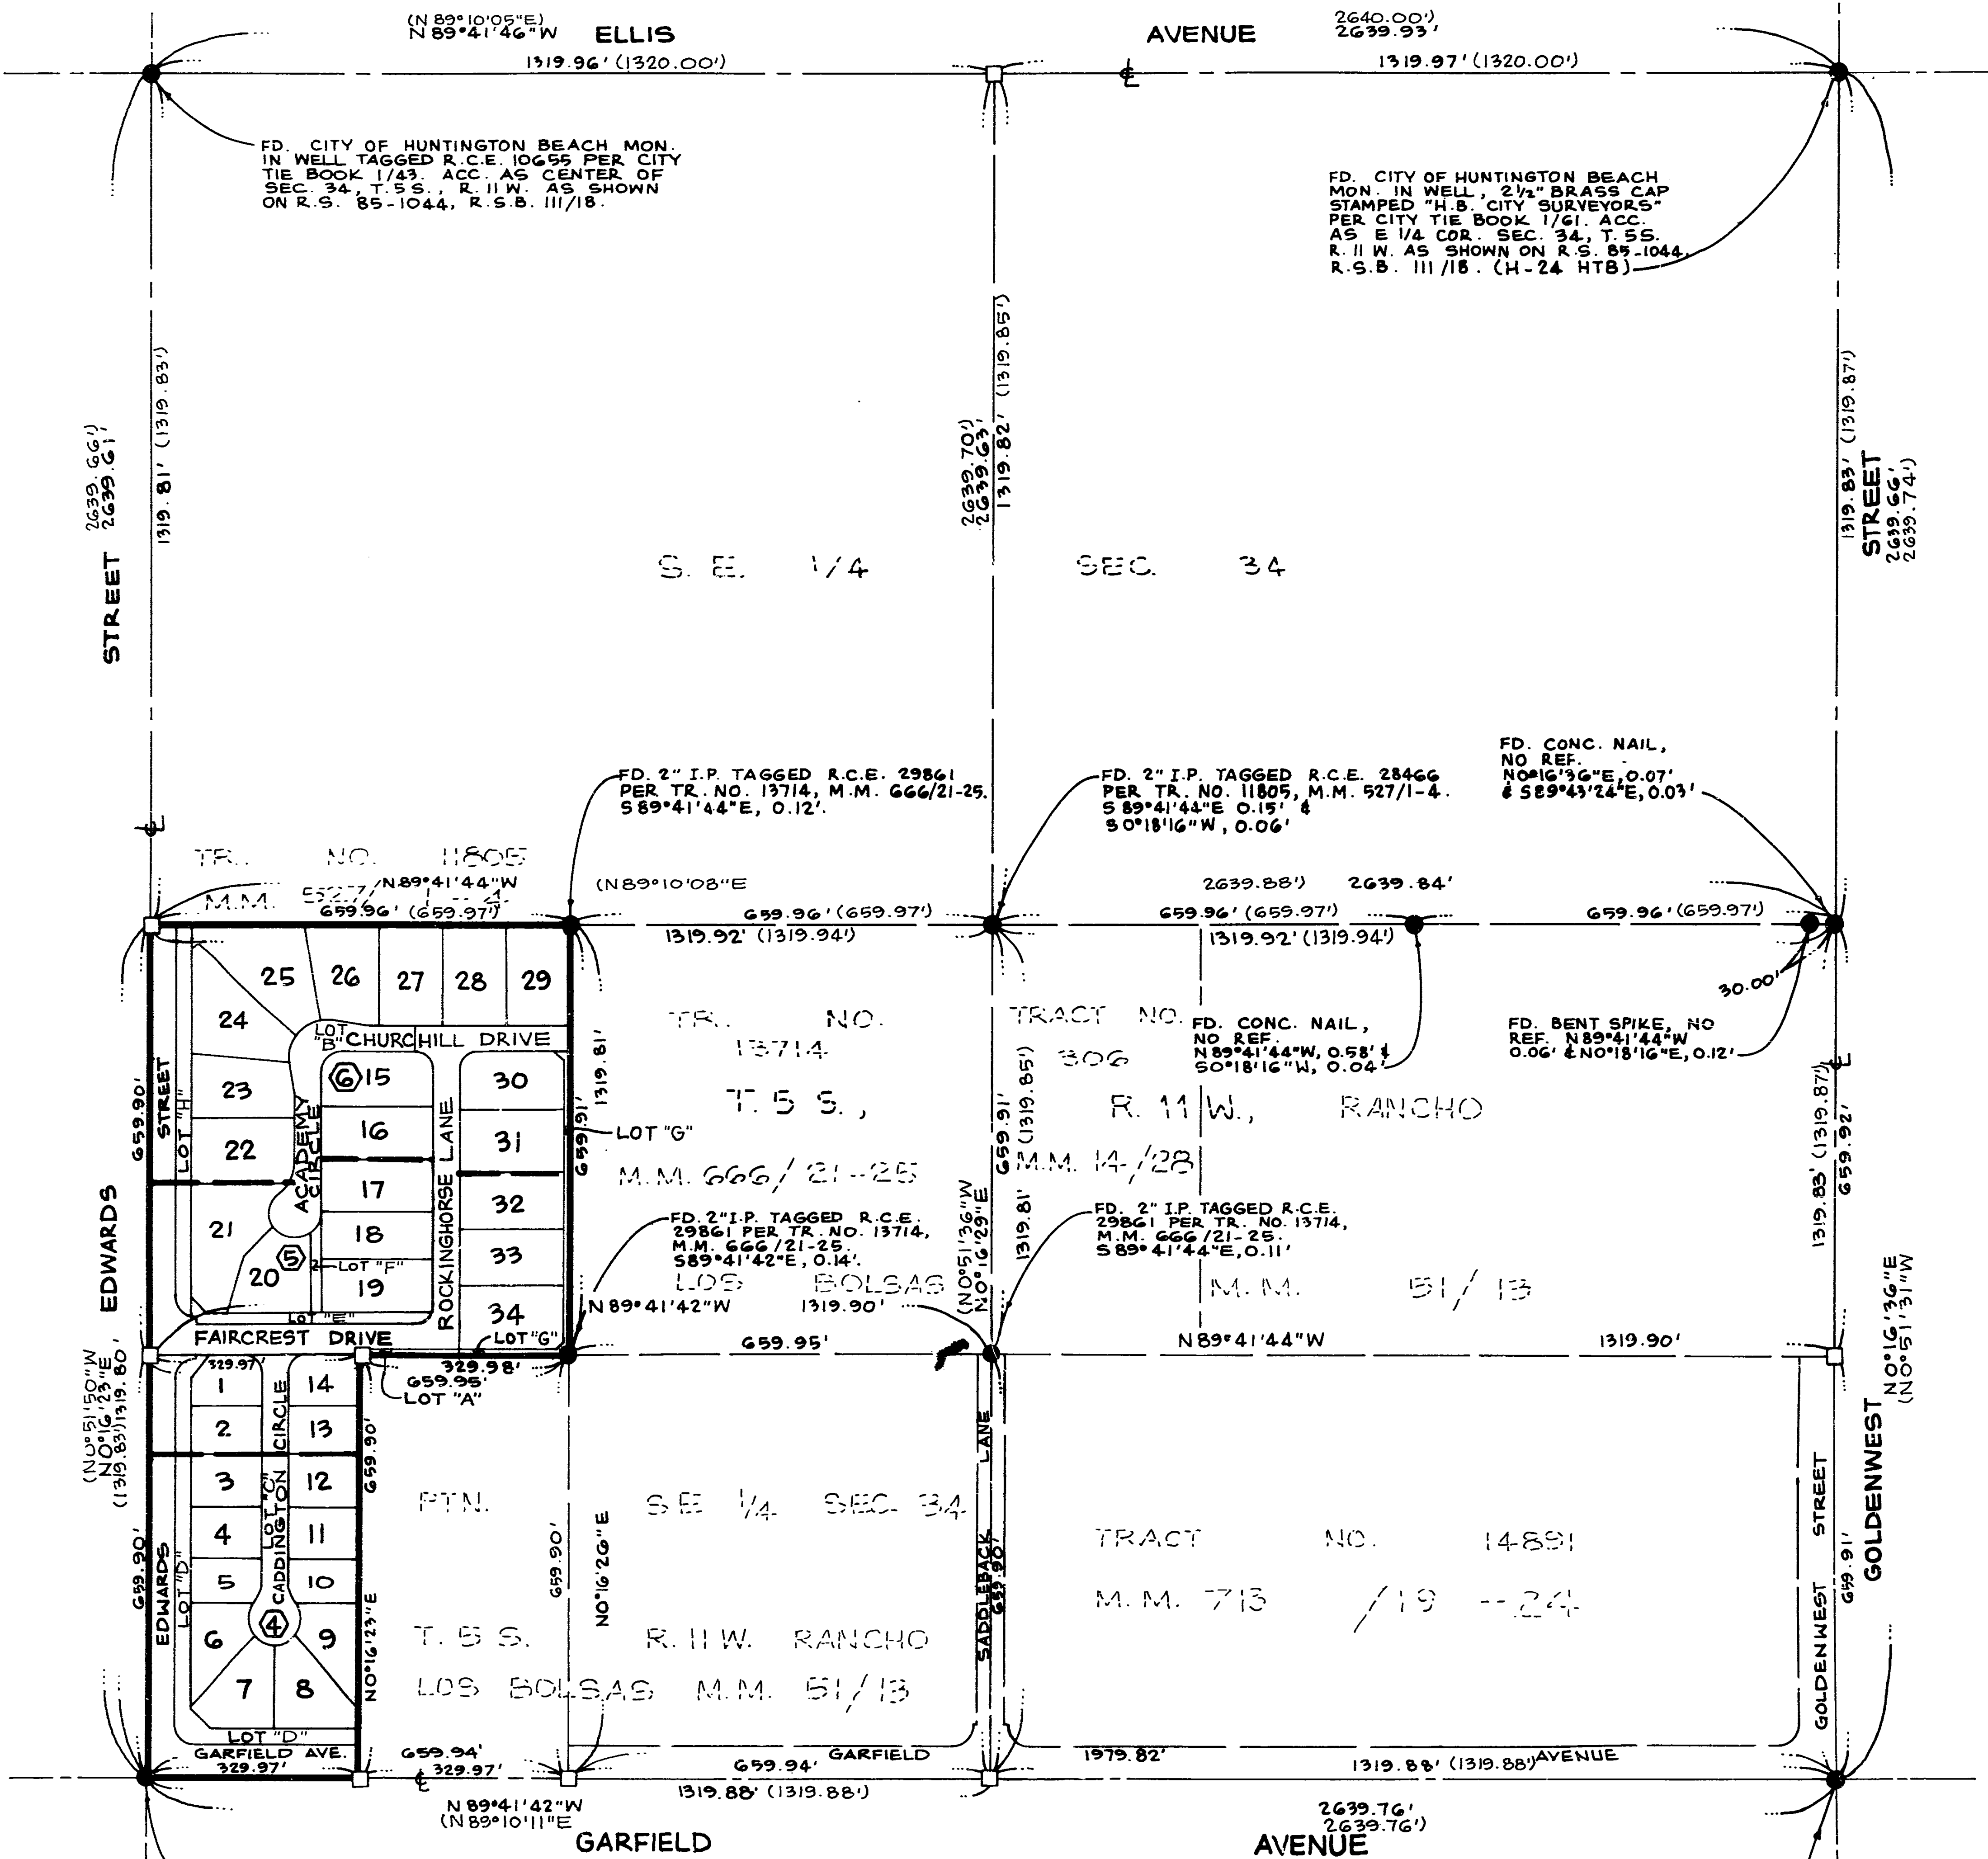 (N 89°10'05"E)
N 89°41'46"W
ELLIS
AVENUE
2640.00')
2639.93'
1319.96' (1320.00')
1319.97' (1320.00')
℄
FD. CITY OF HUNTINGTON BEACH MON.
IN WELL TAGGED R.C.E. 10655 PER CITY
TIE BOOK 1/43. ACC. AS CENTER OF
SEC. 34, T. 5 S., R. 11 W. AS SHOWN
ON R.S. 85-1044, R.S.B. 111/18.
FD. CITY OF HUNTINGTON BEACH
MON. IN WELL, 2½" BRASS CAP
STAMPED "H.B. CITY SURVEYORS"
PER CITY TIE BOOK 1/61. ACC.
AS E 1/4 COR. SEC. 34, T. 5S.
R. 11 W. AS SHOWN ON R.S. 85-1044,
R.S.B. 111/18. (H-24 HTB)
2639.66')
2639.61'
1319.81' (1319.83')
STREET
2639.70')
2639.63'
1319.82' (1319.85')
1319.83' (1319.87')
STREET
2639.66'
2639.74')
S. E. 1/4 SEC. 34
FD. 2" I.P. TAGGED R.C.E. 29861
PER TR. NO. 13714, M.M. 666/21-25.
S 89°41'44"E, 0.12'.
FD. 2" I.P. TAGGED R.C.E. 28466
PER TR. NO. 11805, M.M. 527/1-4.
S 89°41'44"E 0.15' &
S 0°18'16"W, 0.06'
FD. CONC. NAIL,
NO REF.
N0°16'36"E, 0.07'
& S89°43'24"E, 0.03'
℄
TR. NO. 11805
M.M. 527/1--4
N 89°41'44"W
659.96' (659.97')
(N89°10'08"E
2639.88')
2639.84'
659.96' (659.97')
659.96' (659.97')
659.96' (659.97')
1319.92' (1319.94')
1319.92' (1319.94')
30.00'
25
26
27
28
29
24
LOT
"B"
CHURCHILL DRIVE
23
22
21
20
6
15
16
17
18
19
5
30
31
32
33
34
ACADEMY
CIRCLE
ROCKINGHORSE LANE
LOT "H"
STREET
659.90'
EDWARDS
LOT "F"
LOT "E"
FAIRCREST DRIVE
LOT "G"
LOT "G"
659.91'
1319.81'
TR. NO.
13714
T. 5 S.,
M.M. 666/21--25
TRACT NO.
306
M.M. 14/28
R. 11 W., RANCHO
FD. CONC. NAIL,
NO REF.
N 89°41'44"W, 0.58' &
S0°18'16"W, 0.04'
FD. BENT SPIKE, NO
REF. N 89°41'44"W
0.06' & N0°18'16"E, 0.12'
℄
FD. 2" I.P. TAGGED R.C.E.
29861 PER TR. NO. 13714,
M.M. 666/21-25.
S89°41'42"E, 0.14'.
FD. 2" I.P. TAGGED R.C.E.
29861 PER TR. NO. 13714,
M.M. 666/21-25.
S 89°41'44"E, 0.11'
LOS BOLSAS
M.M. 51/13
(N0°51'36"W
N0°16'29"E
659.91'
1319.81'
(1319.85')
1319.83' (1319.87')
659.92'
N0°16'36"E
(N0°51'31"W
N 89°41'42"W
1319.90'
659.95'
N 89°41'44"W
1319.90'
329.97'
329.98'
659.95'
LOT "A"
(N0°51'50"W
N0°16'23"E
(1319.83')1319.80'
1
2
3
4
5
6
7
8
9
10
11
12
13
14
4
CADDINGTON CIRCLE
LOT "C"
LOT "D"
EDWARDS
659.90'
659.90'
N0°16'23"E
LOT "D"
GARFIELD AVE.
329.97'
PTN. SE 1/4 SEC. 34
T. 5 S. R. 11 W. RANCHO
LOS BOLSAS M.M. 51/13
659.90'
N0°16'26"E
SADDLEBACK LANE
659.90'
TRACT NO. 14891
M.M. 713/19--24
GOLDENWEST STREET
659.91'
GOLDENWEST
659.94'
329.97'
℄
659.94'
GARFIELD
1979.82'
1319.88' (1319.88')
AVENUE
1319.88' (1319.88')
N 89°41'42"W
(N 89°10'11"E
2639.76'
2639.76')
GARFIELD
AVENUE